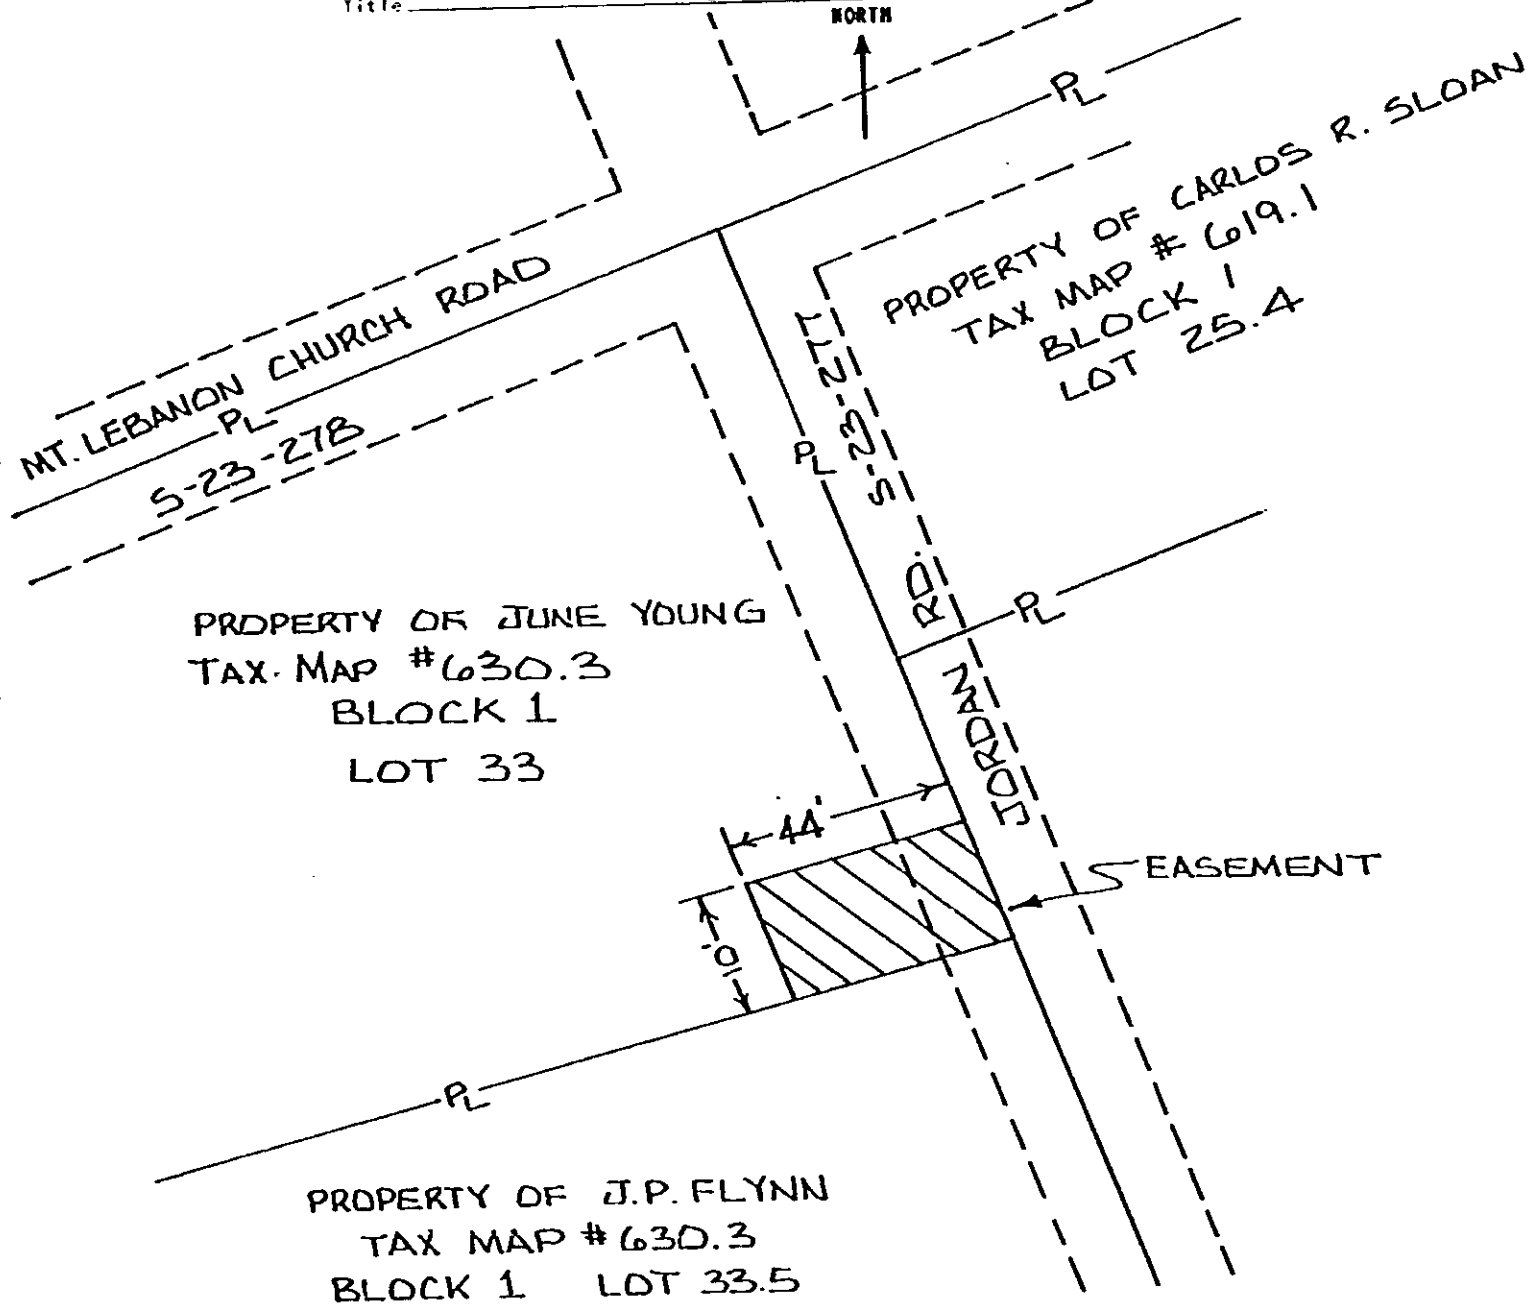 Title
NORTH
PL
PROPERTY OF CARLOS R. SLOAN
TAX MAP # 619.1
BLOCK 1
LOT 25.4
MT. LEBANON CHURCH ROAD
PL
S-23-278
PL
JORDAN RD. S-23-277
PL
PROPERTY OF JUNE YOUNG
TAX. MAP #630.3
BLOCK 1
LOT 33
44'
EASEMENT
10'
PL
PROPERTY OF J.P. FLYNN
TAX MAP #630.3
BLOCK 1 LOT 33.5